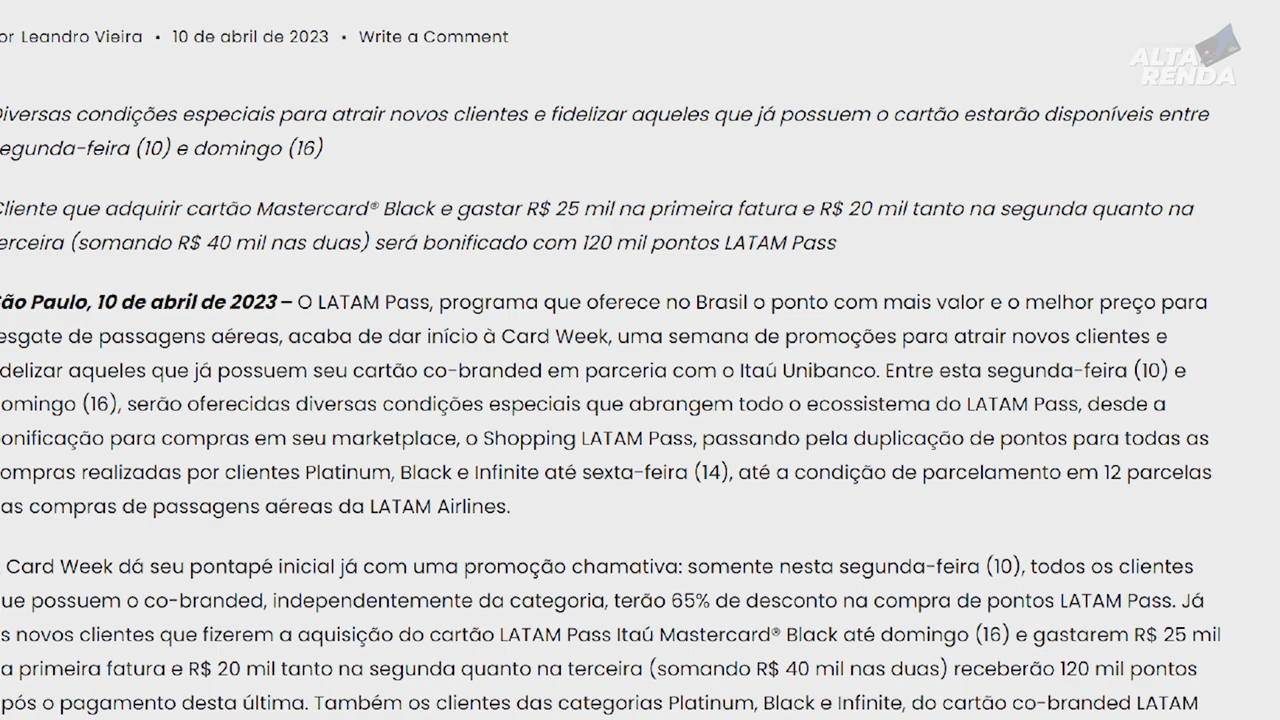 or Leandro Vieira • 10 de abril de 2023 • Write a Comment
ALTA
RENDA
Diversas condições especiais para atrair novos clientes e fidelizar aqueles que já possuem o cartão estarão disponíveis entre
egunda-feira (10) e domingo (16)
Cliente que adquirir cartão Mastercard® Black e gastar R$ 25 mil na primeira fatura e R$ 20 mil tanto na segunda quanto na
erceira (somando R$ 40 mil nas duas) será bonificado com 120 mil pontos LATAM Pass
São Paulo, 10 de abril de 2023 – O LATAM Pass, programa que oferece no Brasil o ponto com mais valor e o melhor preço para
esgate de passagens aéreas, acaba de dar início à Card Week, uma semana de promoções para atrair novos clientes e
idelizar aqueles que já possuem seu cartão co-branded em parceria com o Itaú Unibanco. Entre esta segunda-feira (10) e
omingo (16), serão oferecidas diversas condições especiais que abrangem todo o ecossistema do LATAM Pass, desde a
onificação para compras em seu marketplace, o Shopping LATAM Pass, passando pela duplicação de pontos para todas as
ompras realizadas por clientes Platinum, Black e Infinite até sexta-feira (14), até a condição de parcelamento em 12 parcelas
as compras de passagens aéreas da LATAM Airlines.
Card Week dá seu pontapé inicial já com uma promoção chamativa: somente nesta segunda-feira (10), todos os clientes
ue possuem o co-branded, independentemente da categoria, terão 65% de desconto na compra de pontos LATAM Pass. Já
s novos clientes que fizerem a aquisição do cartão LATAM Pass Itaú Mastercard® Black até domingo (16) e gastarem R$ 25 mil
a primeira fatura e R$ 20 mil tanto na segunda quanto na terceira (somando R$ 40 mil nas duas) receberão 120 mil pontos
pós o pagamento desta última. Também os clientes das categorias Platinum, Black e Infinite, do cartão co-branded LATAM